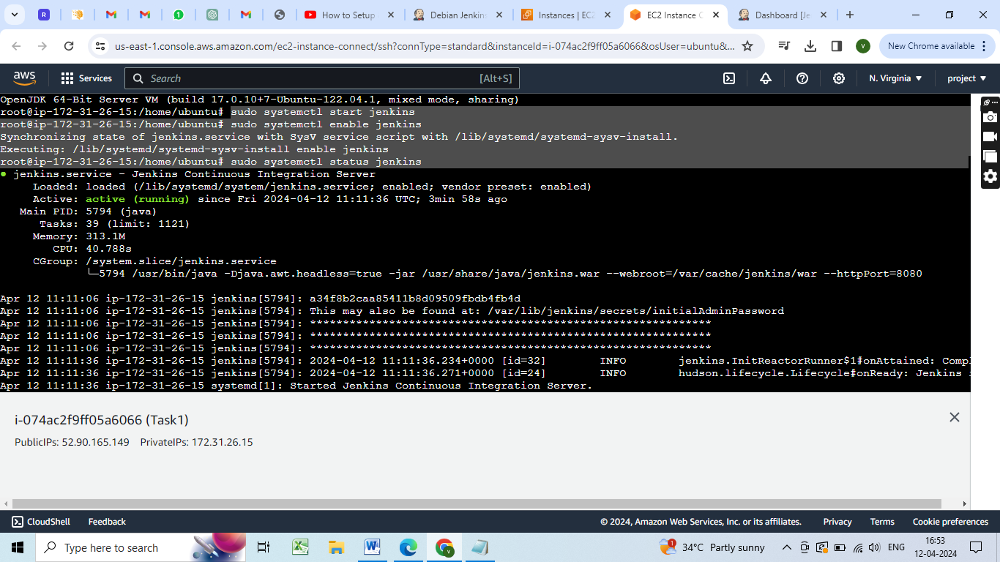 How to Setup
Debian Jenkins
Instances | EC2
EC2 Instance C
Dashboard [Je
us-east-1.console.aws.amazon.com/ec2-instance-connect/ssh?connType=standard&instanceId=i-074ac2f9ff05a6066&osUser=ubuntu&...
New Chrome available
aws
Services
Search
[Alt+S]
N. Virginia
project
OpenJDK 64-Bit Server VM (build 17.0.10+7-Ubuntu-122.04.1, mixed mode, sharing)
root@ip-172-31-26-15:/home/ubuntu# sudo systemctl start jenkins
root@ip-172-31-26-15:/home/ubuntu# sudo systemctl enable jenkins
Synchronizing state of jenkins.service with SysV service script with /lib/systemd/systemd-sysv-install.
Executing: /lib/systemd/systemd-sysv-install enable jenkins
root@ip-172-31-26-15:/home/ubuntu# sudo systemctl status jenkins
● jenkins.service - Jenkins Continuous Integration Server
Loaded: loaded (/lib/systemd/system/jenkins.service; enabled; vendor preset: enabled)
Active: active (running) since Fri 2024-04-12 11:11:36 UTC; 3min 58s ago
Main PID: 5794 (java)
Tasks: 39 (limit: 1121)
Memory: 313.1M
CPU: 40.788s
CGroup: /system.slice/jenkins.service
└─5794 /usr/bin/java -Djava.awt.headless=true -jar /usr/share/java/jenkins.war --webroot=/var/cache/jenkins/war --httpPort=8080
Apr 12 11:11:06 ip-172-31-26-15 jenkins[5794]: a34f8b2caa85411b8d09509fbdb4fb4d
Apr 12 11:11:06 ip-172-31-26-15 jenkins[5794]: This may also be found at: /var/lib/jenkins/secrets/initialAdminPassword
Apr 12 11:11:06 ip-172-31-26-15 jenkins[5794]: *************************************************************
Apr 12 11:11:06 ip-172-31-26-15 jenkins[5794]: *************************************************************
Apr 12 11:11:06 ip-172-31-26-15 jenkins[5794]: *************************************************************
Apr 12 11:11:36 ip-172-31-26-15 jenkins[5794]: 2024-04-12 11:11:36.234+0000 [id=32] INFO jenkins.InitReactorRunner$1#onAttained: Compl
Apr 12 11:11:36 ip-172-31-26-15 jenkins[5794]: 2024-04-12 11:11:36.271+0000 [id=24] INFO hudson.lifecycle.Lifecycle#onReady: Jenkins i
Apr 12 11:11:36 ip-172-31-26-15 systemd[1]: Started Jenkins Continuous Integration Server.
i-074ac2f9ff05a6066 (Task1)
PublicIPs: 52.90.165.149 PrivateIPs: 172.31.26.15
CloudShell
Feedback
© 2024, Amazon Web Services, Inc. or its affiliates.
Privacy
Terms
Cookie preferences
Type here to search
34°C Partly sunny
ENG
16:53
12-04-2024